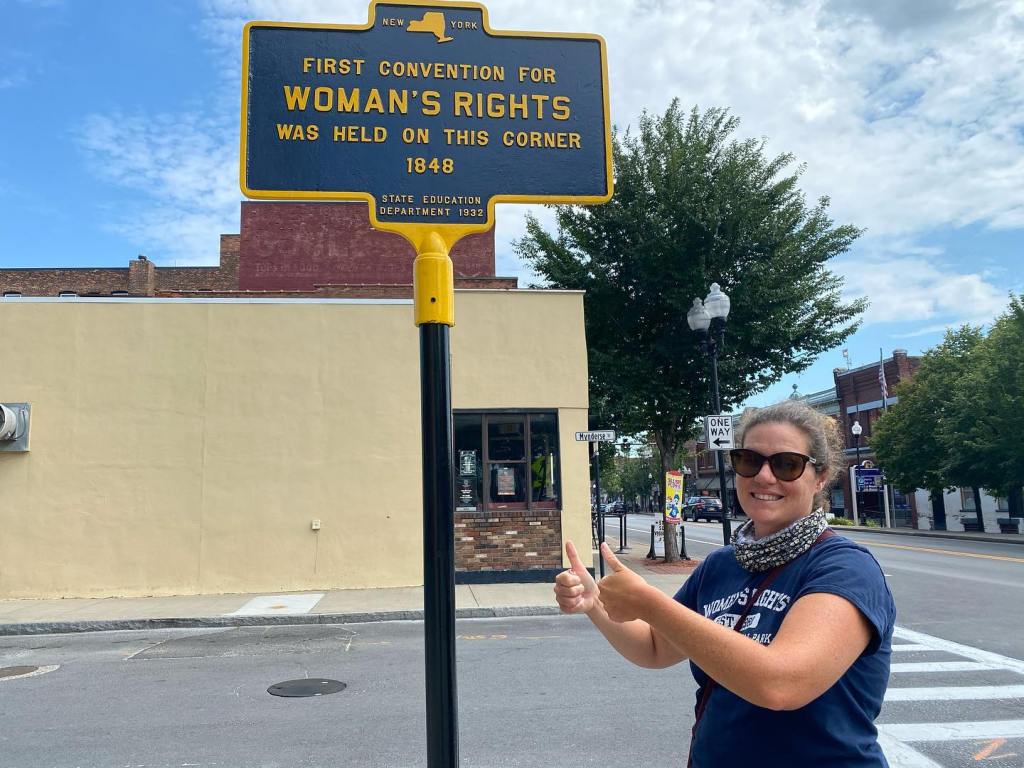 NEW YORK
FIRST CONVENTION FOR
WOMAN'S RIGHTS
WAS HELD ON THIS CORNER
1848
STATE EDUCATION
DEPARTMENT 1932
Mynderse
ONE
WAY
WOMEN'S RIGHTS
PARK